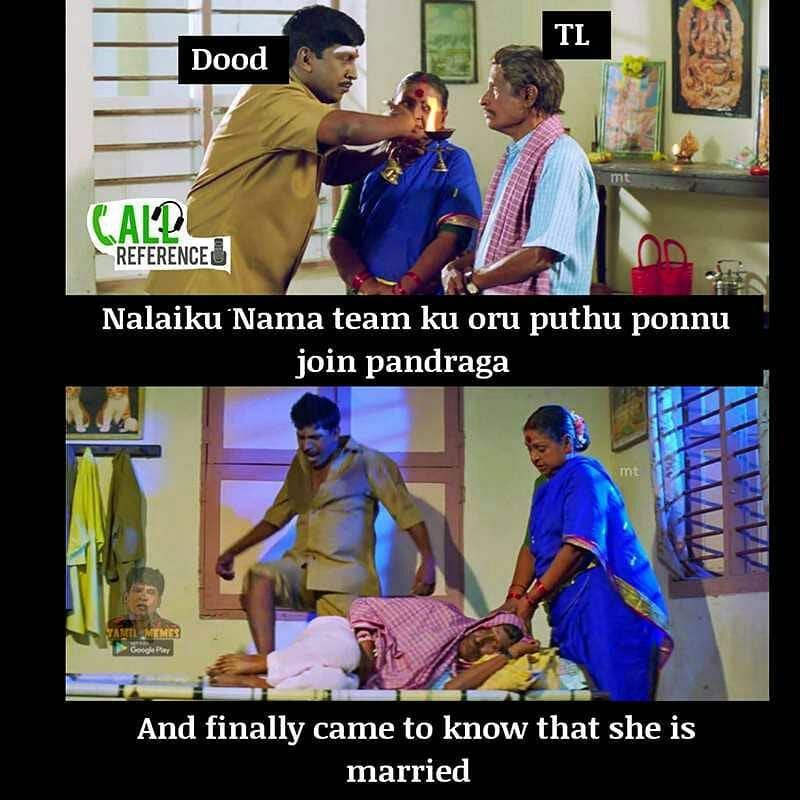 Dood
TL
mt
CALL
REFERENCE
Nalaiku Nama team ku oru puthu ponnu
join pandraga
mt
TAMIL MEMES
Google Play
And finally came to know that she is
married